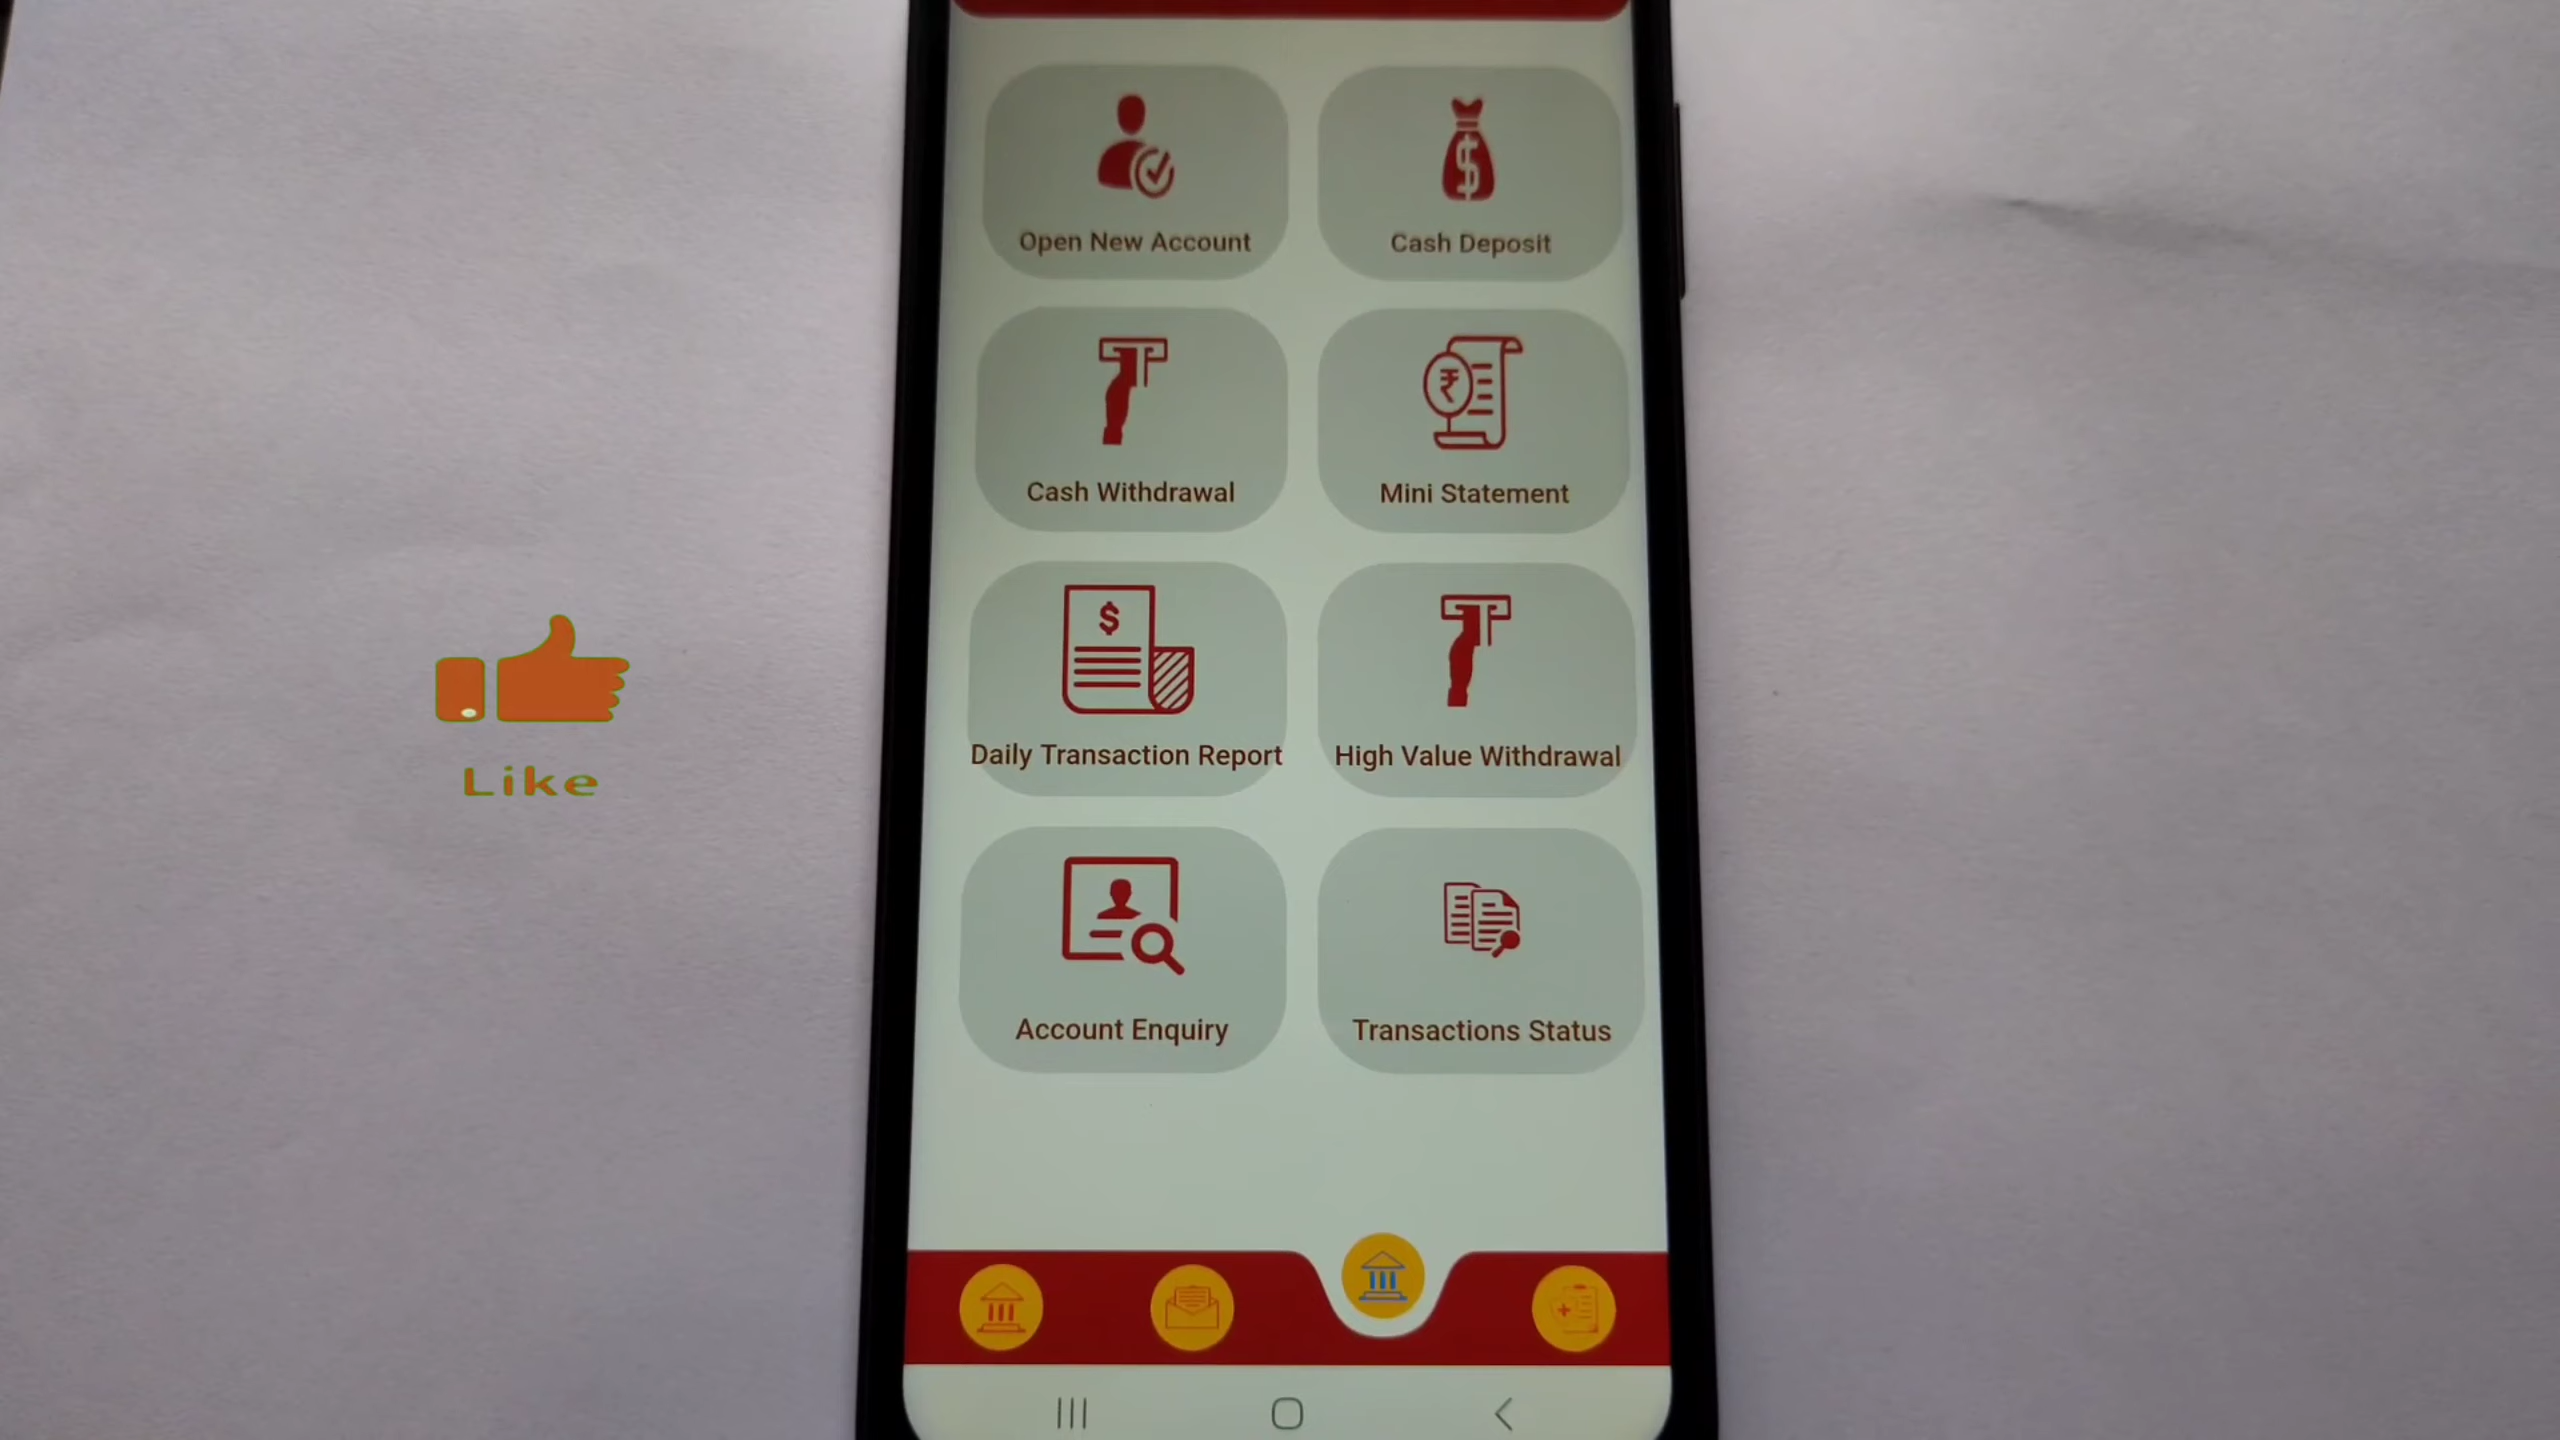 Open New Account
Cash Deposit
Cash Withdrawal
Mini Statement
Daily Transaction Report
High Value Withdrawal
Account Enquiry
Transactions Status
Like